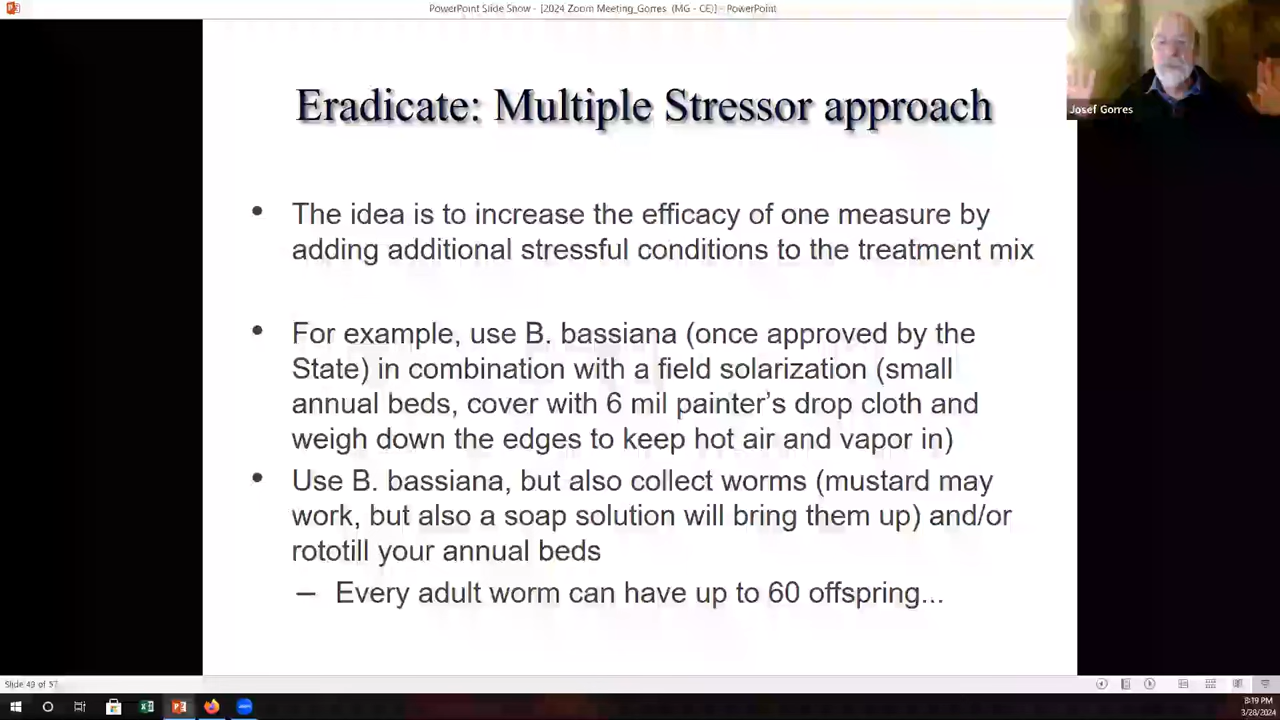 PowerPoint Slide Show - [2024 Zoom Meeting_Gorres (MG - CE)] - PowerPoint
Josef Gorres
Eradicate: Multiple Stressor approach
• The idea is to increase the efficacy of one measure by
adding additional stressful conditions to the treatment mix
• For example, use B. bassiana (once approved by the
State) in combination with a field solarization (small
annual beds, cover with 6 mil painter's drop cloth and
weigh down the edges to keep hot air and vapor in)
• Use B. bassiana, but also collect worms (mustard may
work, but also a soap solution will bring them up) and/or
rototill your annual beds
– Every adult worm can have up to 60 offspring...
Slide 49 of 57
8:19 PM
3/28/2024